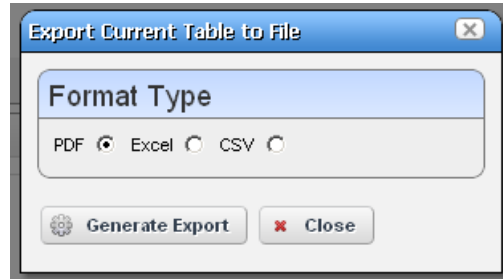 Export Current Table to File
Format Type
PDF Excel CSV
Generate Export Close